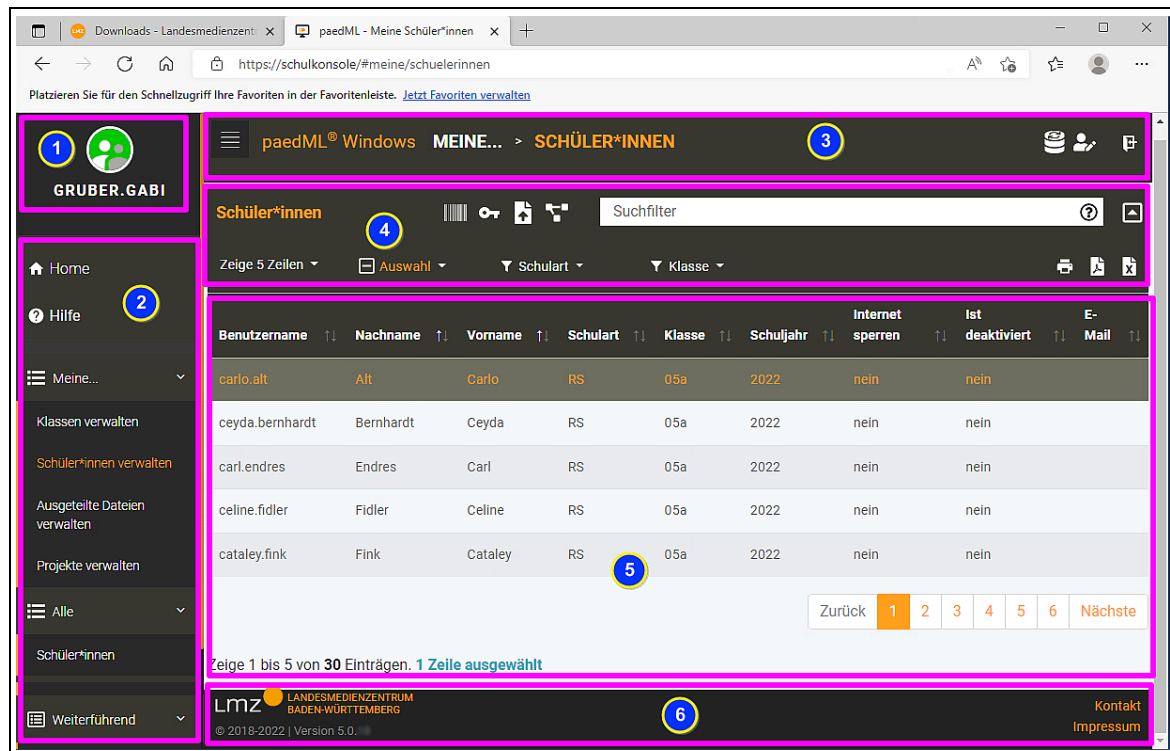 Downloads - Landesmedienzentr
paedML - Meine Schüler*innen
https://schulkonsole/#meine/schuelerinnen
Platzieren Sie für den Schnellzugriff Ihre Favoriten in der Favoritenleiste. Jetzt Favoriten verwalten
1
GRUBER.GABI
paedML® Windows MEINE... > SCHÜLER*INNEN
3
Schüler*innen
Suchfilter
4
Zeige 5 Zeilen Auswahl Schulart Klasse
2
Home
Hilfe
Meine...
Klassen verwalten
Schüler*innen verwalten
Ausgeteilte Dateien
verwalten
Projekte verwalten
Alle
Schüler*innen
Weiterführend
Benutzername Nachname Vorname Schulart Klasse Schuljahr Internet sperren Ist deaktiviert E-Mail
carlo.alt Alt Carlo RS 05a 2022 nein nein
ceyda.bernhardt Bernhardt Ceyda RS 05a 2022 nein nein
carl.endres Endres Carl RS 05a 2022 nein nein
celine.fidler Fidler Celine RS 05a 2022 nein nein
cataley.fink Fink Cataley RS 05a 2022 nein nein
5
Zurück 1 2 3 4 5 6 Nächste
Zeige 1 bis 5 von 30 Einträgen. 1 Zeile ausgewählt
LMZ LANDESMEDIENZENTRUM
BADEN-WÜRTTEMBERG
© 2018-2022 | Version 5.0.
6
Kontakt
Impressum